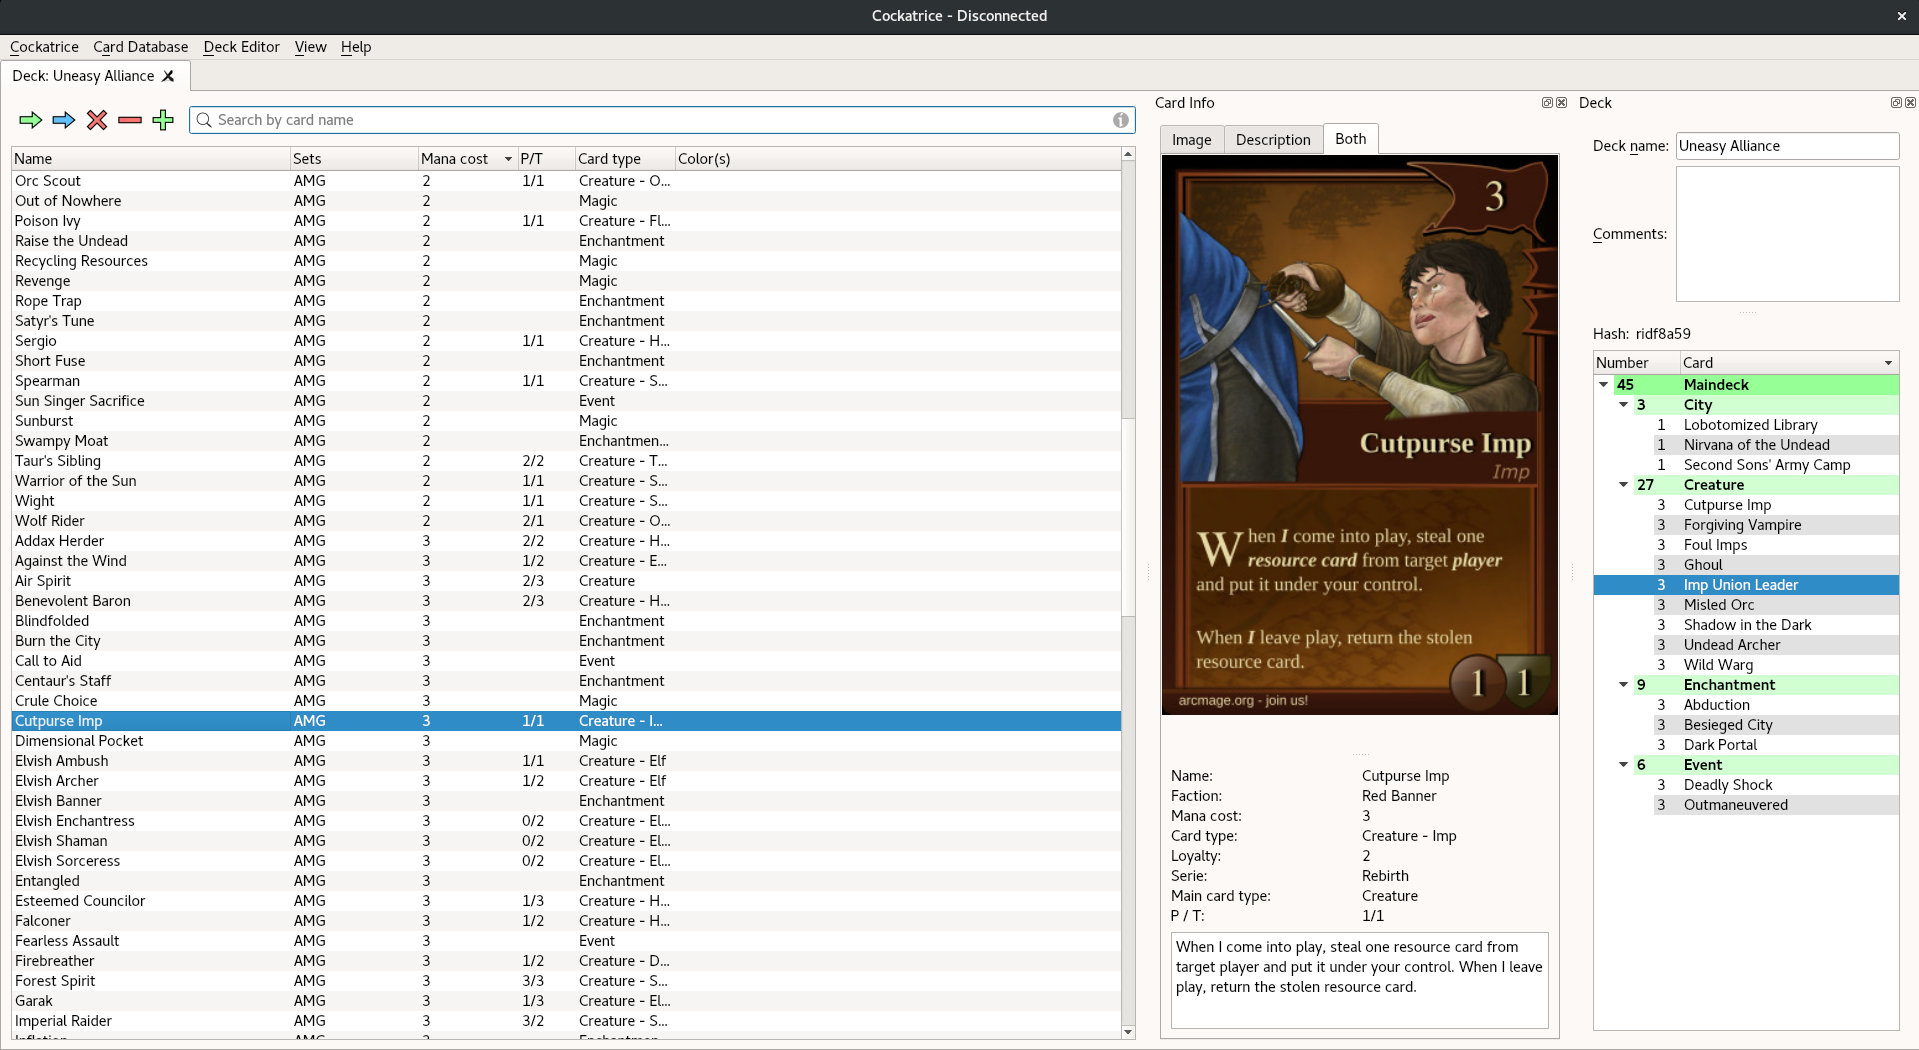 Cockatrice - Disconnected
Cockatrice Card Database Deck Editor View Help
Deck: Uneasy Alliance
Search by card name
Name Sets Mana cost P/T Card type Color(s)
Orc Scout AMG 2 1/1 Creature - O...
Out of Nowhere AMG 2 Magic
Poison Ivy AMG 2 1/1 Creature - Fl...
Raise the Undead AMG 2 Enchantment
Recycling Resources AMG 2 Magic
Revenge AMG 2 Magic
Rope Trap AMG 2 Enchantment
Satyr's Tune AMG 2 Enchantment
Sergio AMG 2 1/1 Creature - H...
Short Fuse AMG 2 Enchantment
Spearman AMG 2 1/1 Creature - S...
Sun Singer Sacrifice AMG 2 Event
Sunburst AMG 2 Magic
Swampy Moat AMG 2 Enchantmen...
Taur's Sibling AMG 2 2/2 Creature - T...
Warrior of the Sun AMG 2 1/1 Creature - S...
Wight AMG 2 1/1 Creature - S...
Wolf Rider AMG 2 2/1 Creature - O...
Addax Herder AMG 3 2/2 Creature - H...
Against the Wind AMG 3 1/2 Creature - E...
Air Spirit AMG 3 2/3 Creature
Benevolent Baron AMG 3 2/3 Creature - H...
Blindfolded AMG 3 Enchantment
Burn the City AMG 3 Enchantment
Call to Aid AMG 3 Event
Centaur's Staff AMG 3 Enchantment
Crule Choice AMG 3 Magic
Cutpurse Imp AMG 3 1/1 Creature - I...
Dimensional Pocket AMG 3 Magic
Elvish Ambush AMG 3 1/1 Creature - Elf
Elvish Archer AMG 3 1/2 Creature - Elf
Elvish Banner AMG 3 Enchantment
Elvish Enchantress AMG 3 0/2 Creature - El...
Elvish Shaman AMG 3 0/2 Creature - El...
Elvish Sorceress AMG 3 0/2 Creature - El...
Entangled AMG 3 Enchantment
Esteemed Councilor AMG 3 1/3 Creature - H...
Falconer AMG 3 1/2 Creature - H...
Fearless Assault AMG 3 Event
Firebreather AMG 3 1/2 Creature - D...
Forest Spirit AMG 3 3/3 Creature - S...
Garak AMG 3 1/3 Creature - El...
Imperial Raider AMG 3 3/2 Creature - S...
Card Info
Image Description Both
3
Cutpurse Imp
Imp
When I come into play, steal one
resource card from target player
and put it under your control.
When I leave play, return the stolen
resource card.
1 1
arcmage.org - join us!
Name: Cutpurse Imp
Faction: Red Banner
Mana cost: 3
Card type: Creature - Imp
Loyalty: 2
Serie: Rebirth
Main card type: Creature
P / T: 1/1
When I come into play, steal one resource card from
target player and put it under your control. When I leave
play, return the stolen resource card.
Deck
Deck name: Uneasy Alliance
Comments:
Hash: ridf8a59
Number Card
45 Maindeck
3 City
1 Lobotomized Library
1 Nirvana of the Undead
1 Second Sons' Army Camp
27 Creature
3 Cutpurse Imp
3 Forgiving Vampire
3 Foul Imps
3 Ghoul
3 Imp Union Leader
3 Misled Orc
3 Shadow in the Dark
3 Undead Archer
3 Wild Warg
9 Enchantment
3 Abduction
3 Besieged City
3 Dark Portal
6 Event
3 Deadly Shock
3 Outmaneuvered